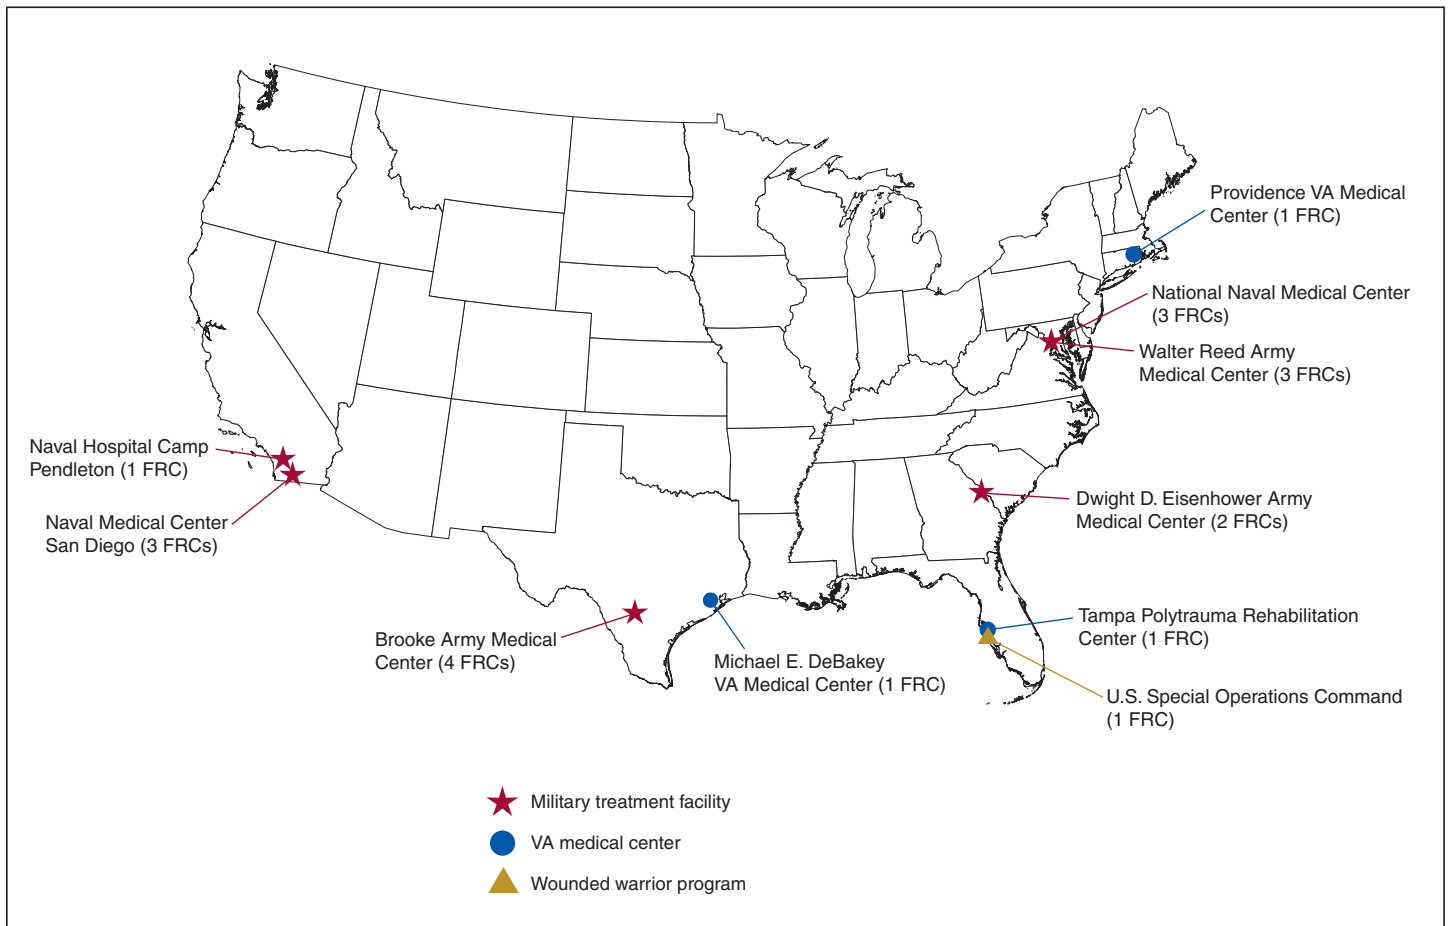 Providence VA Medical
Center (1 FRC)
National Naval Medical Center
(3 FRCs)
Walter Reed Army
Medical Center (3 FRCs)
Naval Hospital Camp
Pendleton (1 FRC)
Naval Medical Center
San Diego (3 FRCs)
Dwight D. Eisenhower Army
Medical Center (2 FRCs)
Brooke Army Medical
Center (4 FRCs)
Michael E. DeBakey
VA Medical Center (1 FRC)
Tampa Polytrauma Rehabilitation
Center (1 FRC)
U.S. Special Operations Command
(1 FRC)
Military treatment facility
VA medical center
Wounded warrior program